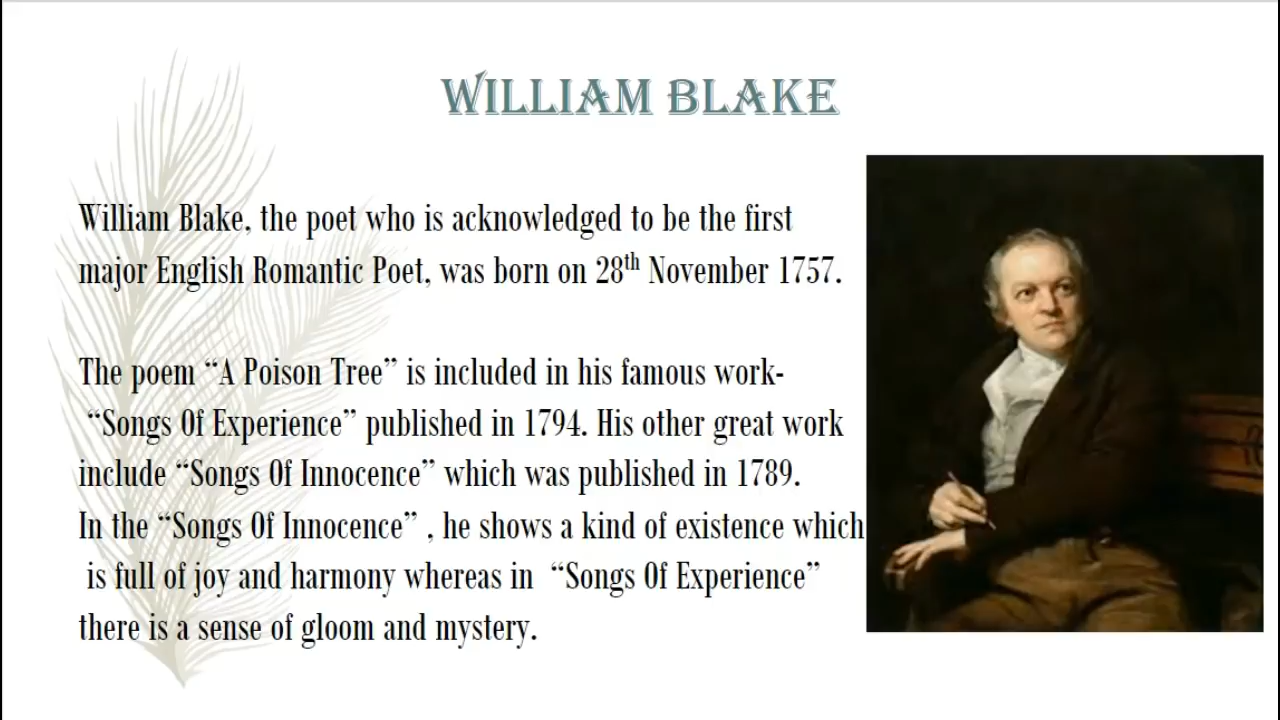 WILLIAM BLAKE
William Blake, the poet who is acknowledged to be the first
major English Romantic Poet, was born on 28th November 1757.
The poem “A Poison Tree” is included in his famous work-
“Songs Of Experience” published in 1794. His other great work
include “Songs Of Innocence” which was published in 1789.
In the “Songs Of Innocence” , he shows a kind of existence which
is full of joy and harmony whereas in “Songs Of Experience”
there is a sense of gloom and mystery.